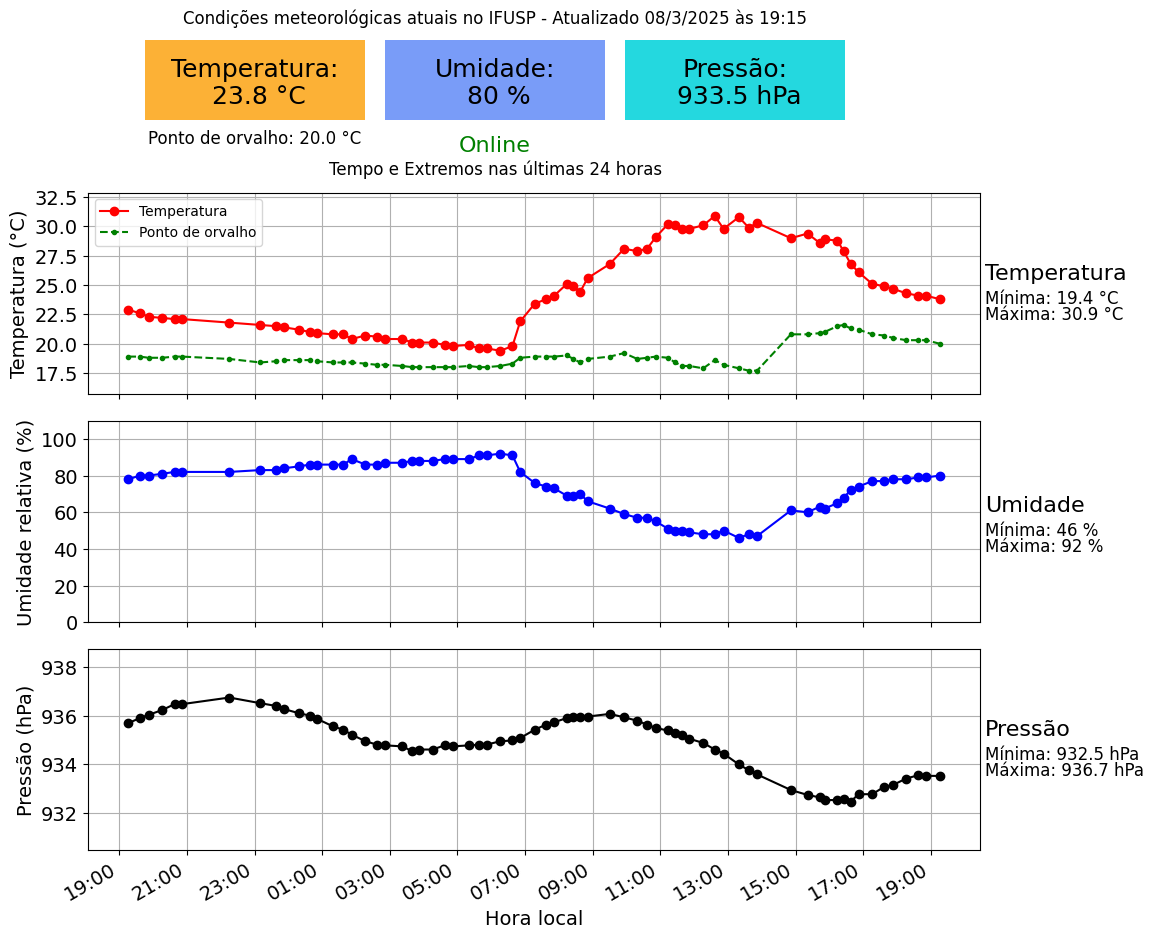 Condições meteorológicas atuais no IFUSP - Atualizado 08/3/2025 às 19:15
Temperatura:
23.8 °C
Umidade:
80 %
Pressão:
933.5 hPa
Ponto de orvalho: 20.0 °C
Online
Tempo e Extremos nas últimas 24 horas
Temperatura (°C)
32.5
30.0
27.5
25.0
22.5
20.0
17.5
Temperatura
Ponto de orvalho
Temperatura
Mínima: 19.4 °C
Máxima: 30.9 °C
Umidade relativa (%)
100
80
60
40
20
0
Umidade
Mínima: 46 %
Máxima: 92 %
Pressão (hPa)
938
936
934
932
Pressão
Mínima: 932.5 hPa
Máxima: 936.7 hPa
19:00 21:00 23:00 01:00 03:00 05:00 07:00 09:00 11:00 13:00 15:00 17:00 19:00
Hora local